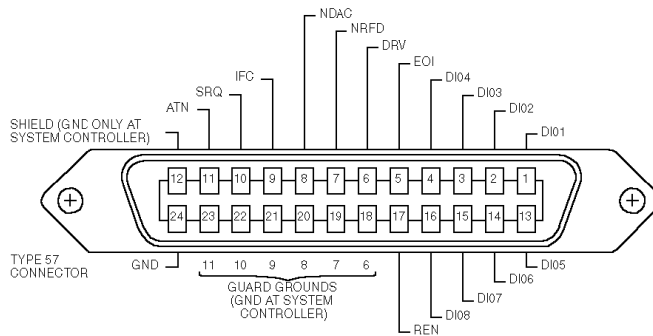 NDAC
NRFD
DRV
EOI
IFC
DI04
SRQ
DI03
ATN
DI02
SHIELD (GND ONLY AT
SYSTEM CONTROLLER)
DI01
12 11 10 9 8 7 6 5 4 3 2 1
24 23 22 21 20 19 18 17 16 15 14 13
TYPE 57
CONNECTOR
GND
11 10 9 8 7 6
DI05
GUARD GROUNDS
(GND AT SYSTEM
CONTROLLER)
DI06
DI07
DI08
REN